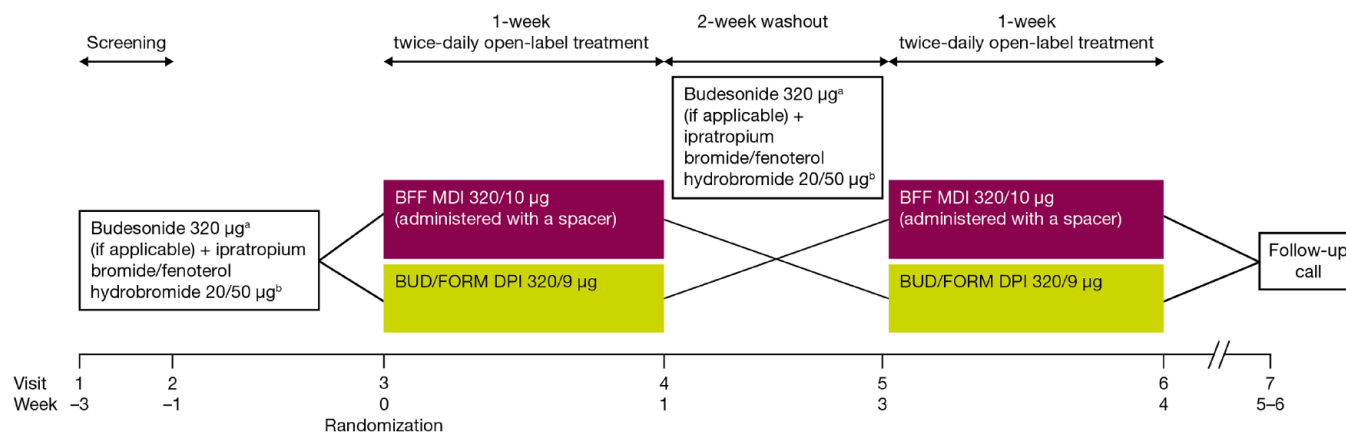 Screening
1-week
twice-daily open-label treatment
2-week washout
1-week
twice-daily open-label treatment
Budesonide 320 µgᵃ
(if applicable) +
ipratropium
bromide/fenoterol
hydrobromide 20/50 µgᵇ
Budesonide 320 µgᵃ
(if applicable) + ipratropium
bromide/fenoterol
hydrobromide 20/50 µgᵇ
BFF MDI 320/10 µg
(administered with a spacer)
BUD/FORM DPI 320/9 µg
BFF MDI 320/10 µg
(administered with a spacer)
BUD/FORM DPI 320/9 µg
Follow-up
call
Visit 1 2 3 4 5 6 7
Week –3 –1 0 1 3 4 5–6
Randomization